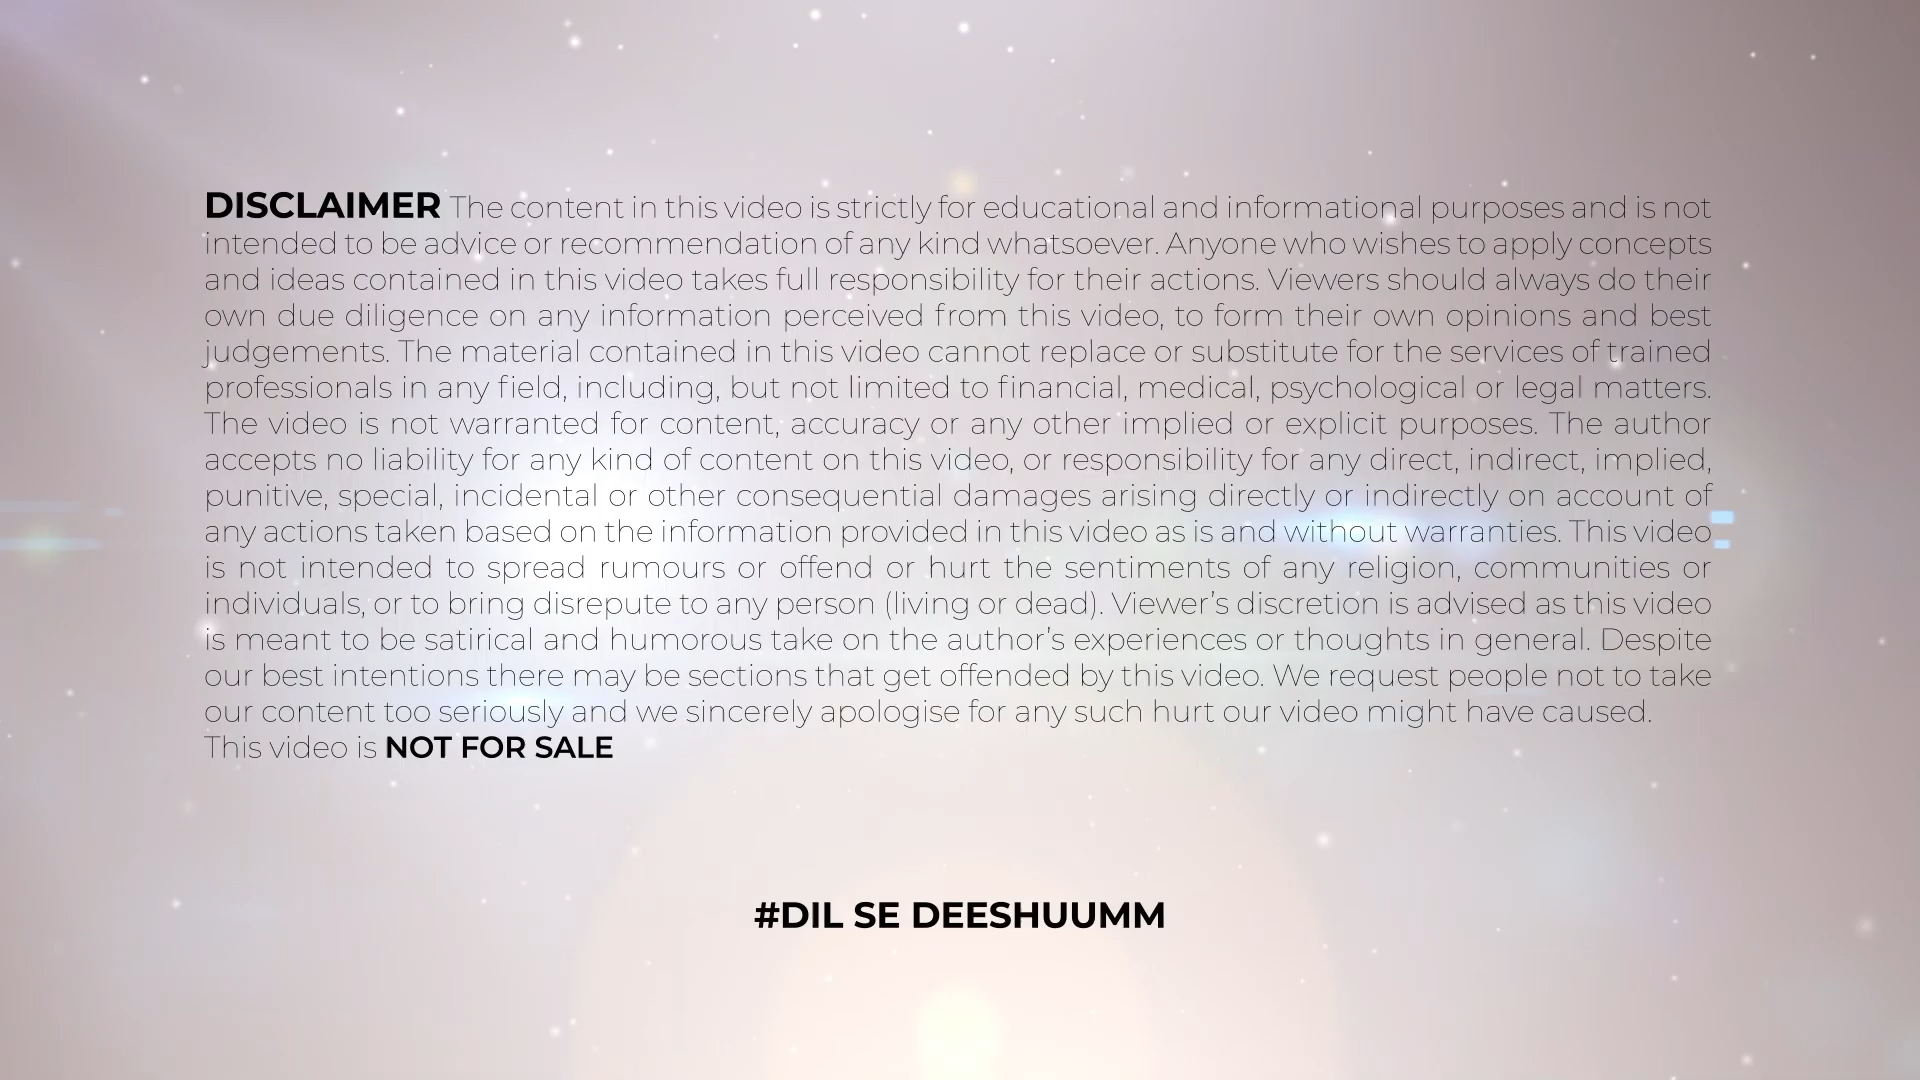 DISCLAIMER The content in this video is strictly for educational and informational purposes and is not
intended to be advice or recommendation of any kind whatsoever. Anyone who wishes to apply concepts
and ideas contained in this video takes full responsibility for their actions. Viewers should always do their
own due diligence on any information perceived from this video, to form their own opinions and best
judgements. The material contained in this video cannot replace or substitute for the services of trained
professionals in any field, including, but not limited to financial, medical, psychological or legal matters.
The video is not warranted for content, accuracy or any other implied or explicit purposes. The author
accepts no liability for any kind of content on this video, or responsibility for any direct, indirect, implied,
punitive, special, incidental or other consequential damages arising directly or indirectly on account of
any actions taken based on the information provided in this video as is and without warranties. This video
is not intended to spread rumours or offend or hurt the sentiments of any religion, communities or
individuals, or to bring disrepute to any person (living or dead). Viewer’s discretion is advised as this video
is meant to be satirical and humorous take on the author’s experiences or thoughts in general. Despite
our best intentions there may be sections that get offended by this video. We request people not to take
our content too seriously and we sincerely apologise for any such hurt our video might have caused.
This video is NOT FOR SALE
#DIL SE DEESHUUMM